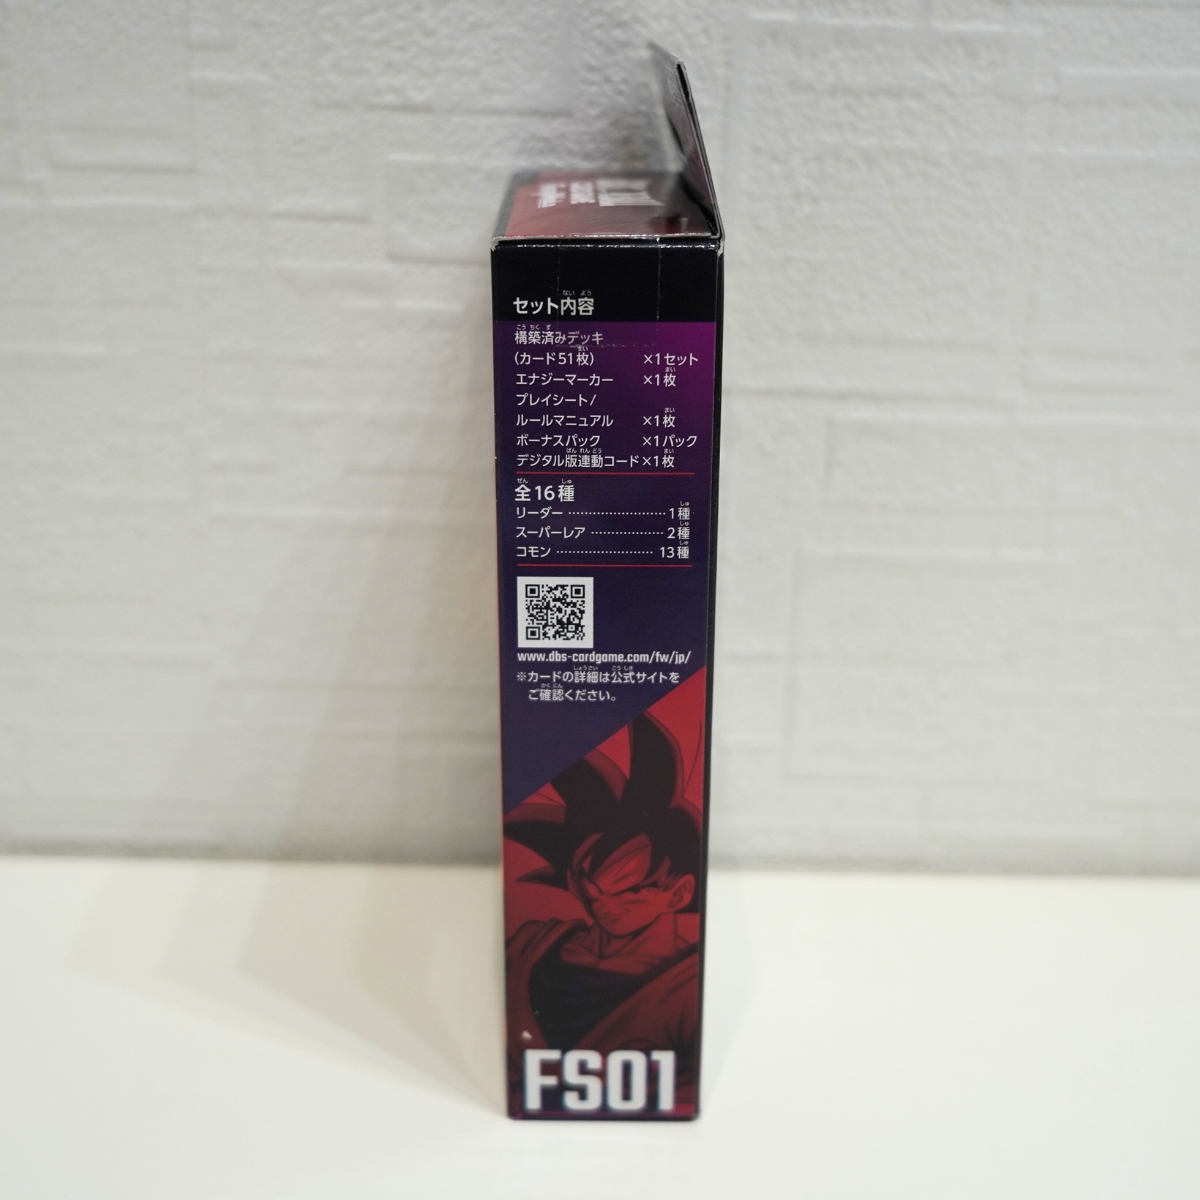 セット内容
構築済みデッキ
(カード51枚) ×1セット
エナジーマーカー ×1枚
プレイシート/
ルールマニュアル ×1枚
ボーナスパック ×1パック
デジタル版連動コード×1枚
全16種
リーダー ........................ 1種
スーパーレア .................. 2種
コモン ........................ 13種
www.dbs-cardgame.com/fw/jp/
※カードの詳細は公式サイトを
ご確認ください。
FS01